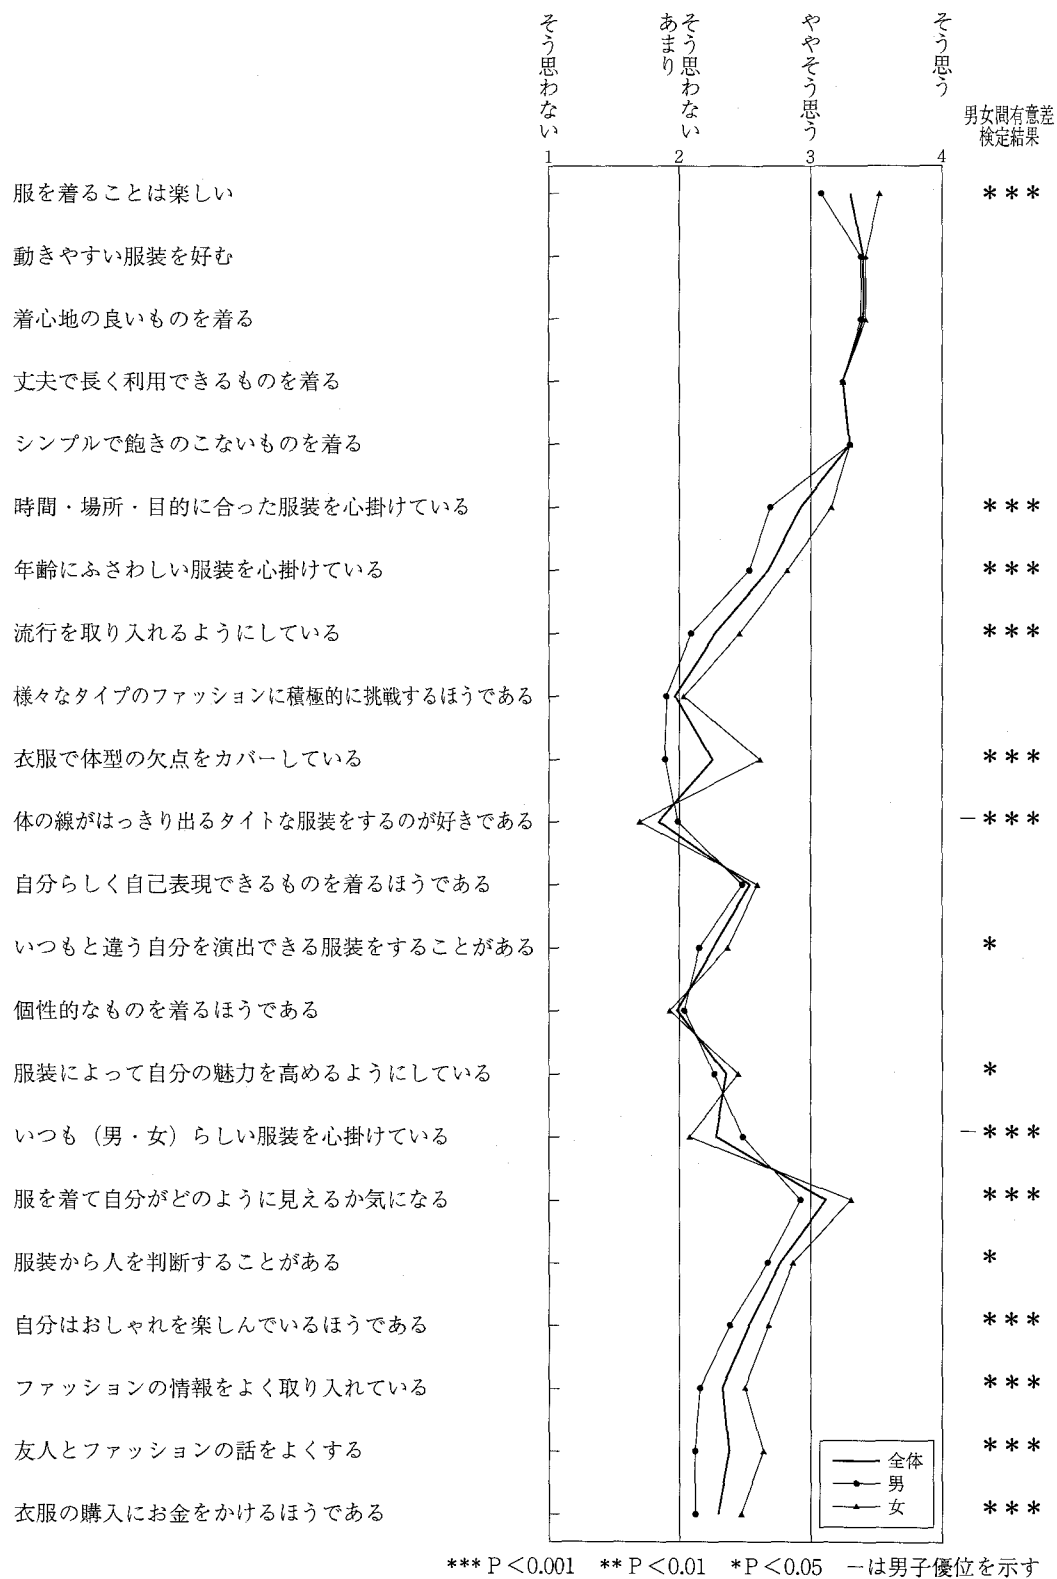 そう思わない
あまり
そう思わない
ややそう思う
そう思う
男女間有意差
検定結果
1 2 3 4
服を着ることは楽しい ***
動きやすい服装を好む
着心地の良いものを着る
丈夫で長く利用できるものを着る
シンプルで飽きのこないものを着る
時間・場所・目的に合った服装を心掛けている ***
年齢にふさわしい服装を心掛けている ***
流行を取り入れるようにしている ***
様々なタイプのファッションに積極的に挑戦するほうである
衣服で体型の欠点をカバーしている ***
体の線がはっきり出るタイトな服装をするのが好きである -***
自分らしく自己表現できるものを着るほうである
いつもと違う自分を演出できる服装をすることがある *
個性的なものを着るほうである
服装によって自分の魅力を高めるようにしている *
いつも(男・女)らしい服装を心掛けている -***
服を着て自分がどのように見えるか気になる ***
服装から人を判断することがある *
自分はおしゃれを楽しんでいるほうである ***
ファッションの情報をよく取り入れている ***
友人とファッションの話をよくする ***
衣服の購入にお金をかけるほうである ***
全体
男
女
*** P<0.001 ** P<0.01 *P<0.05 -は男子優位を示す